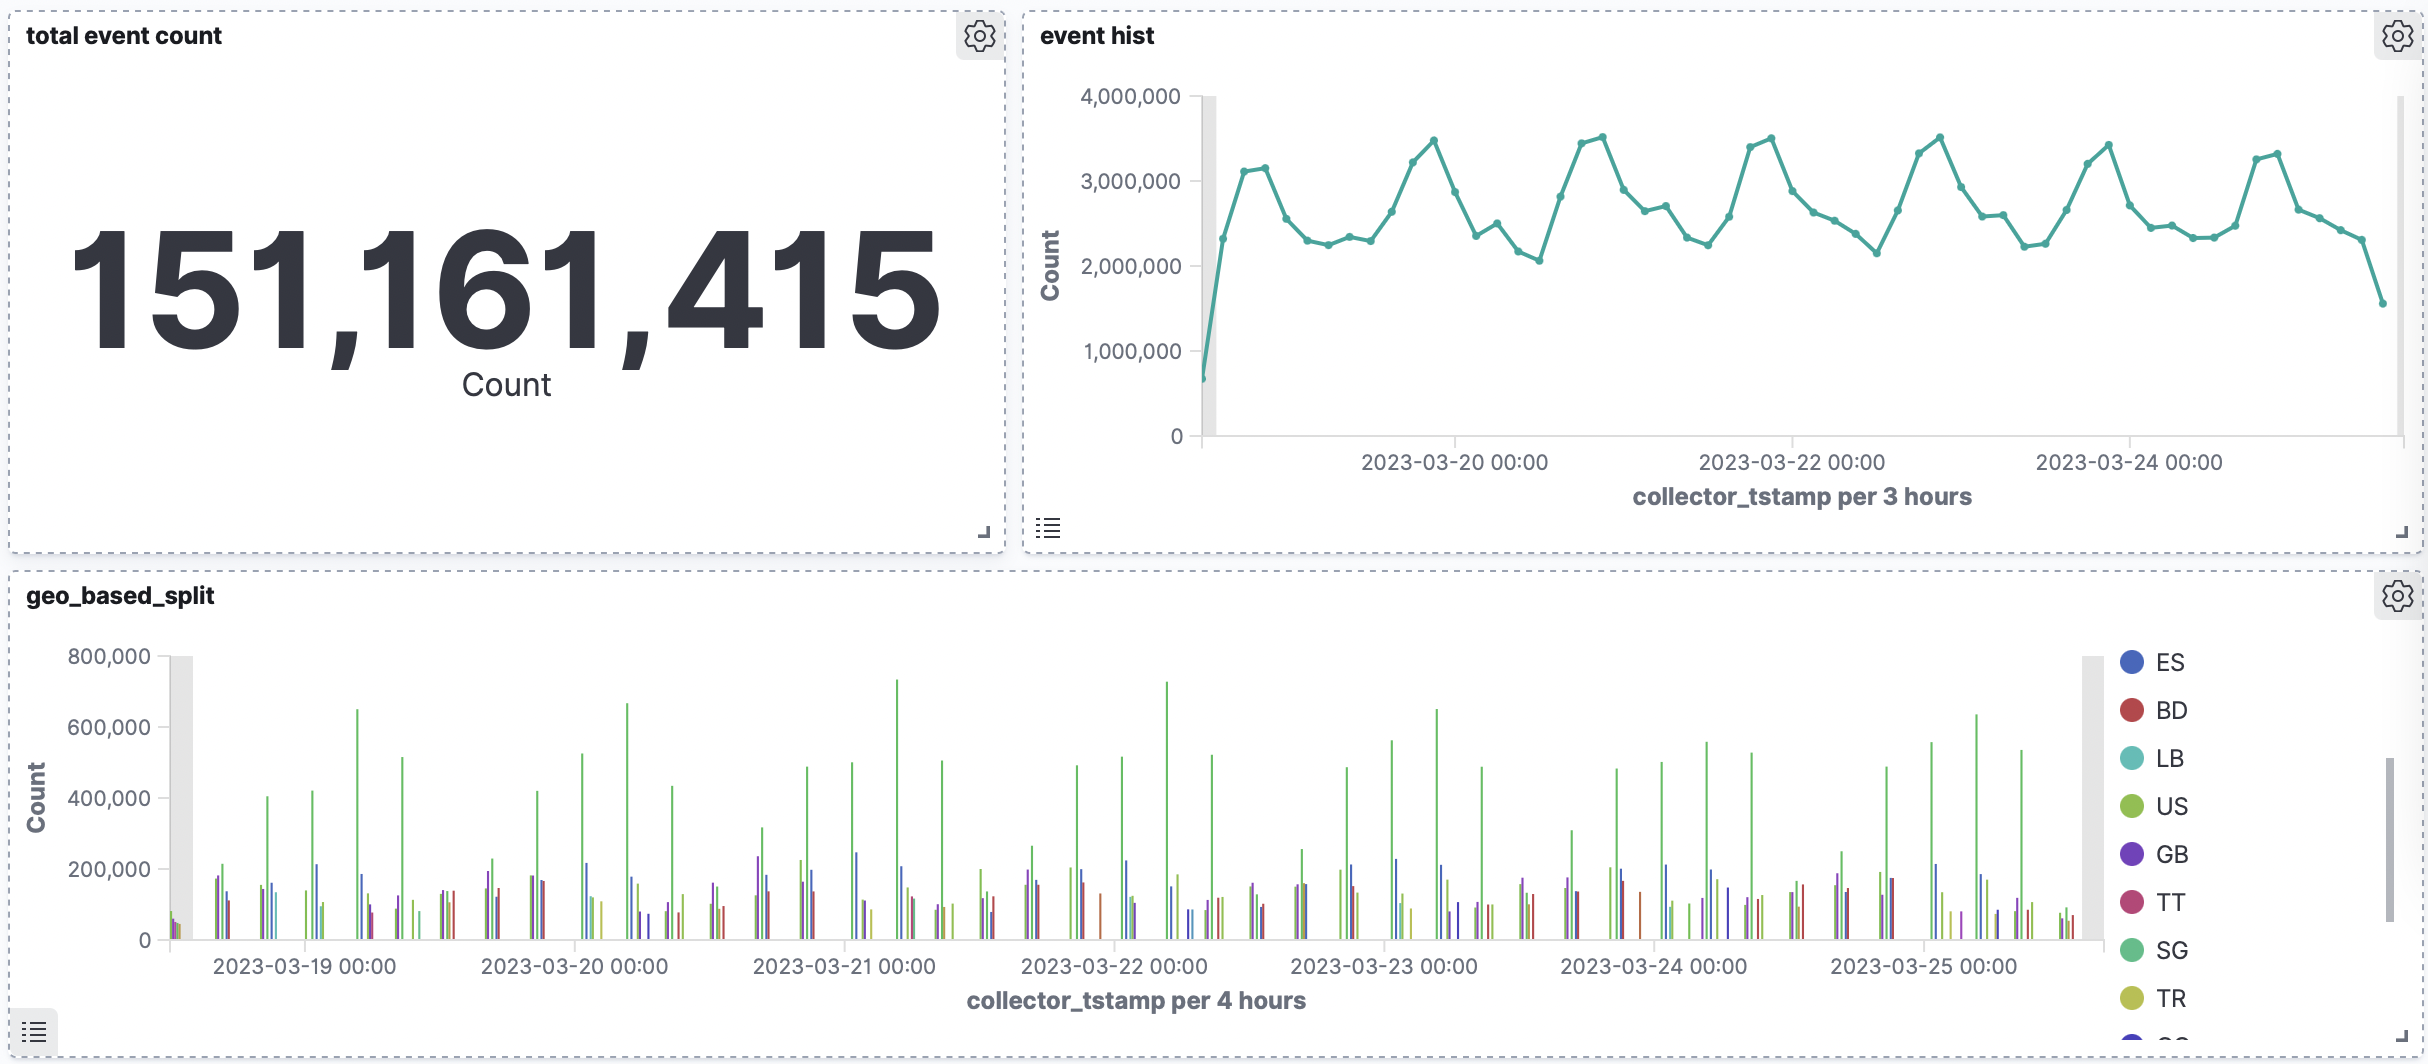 total event count
151,161,415
Count
event hist
4,000,000
3,000,000
2,000,000
1,000,000
0
Count
2023-03-20 00:00
2023-03-22 00:00
2023-03-24 00:00
collector_tstamp per 3 hours
geo_based_split
800,000
600,000
400,000
200,000
0
Count
2023-03-19 00:00
2023-03-20 00:00
2023-03-21 00:00
2023-03-22 00:00
2023-03-23 00:00
2023-03-24 00:00
2023-03-25 00:00
collector_tstamp per 4 hours
ES
BD
LB
US
GB
TT
SG
TR